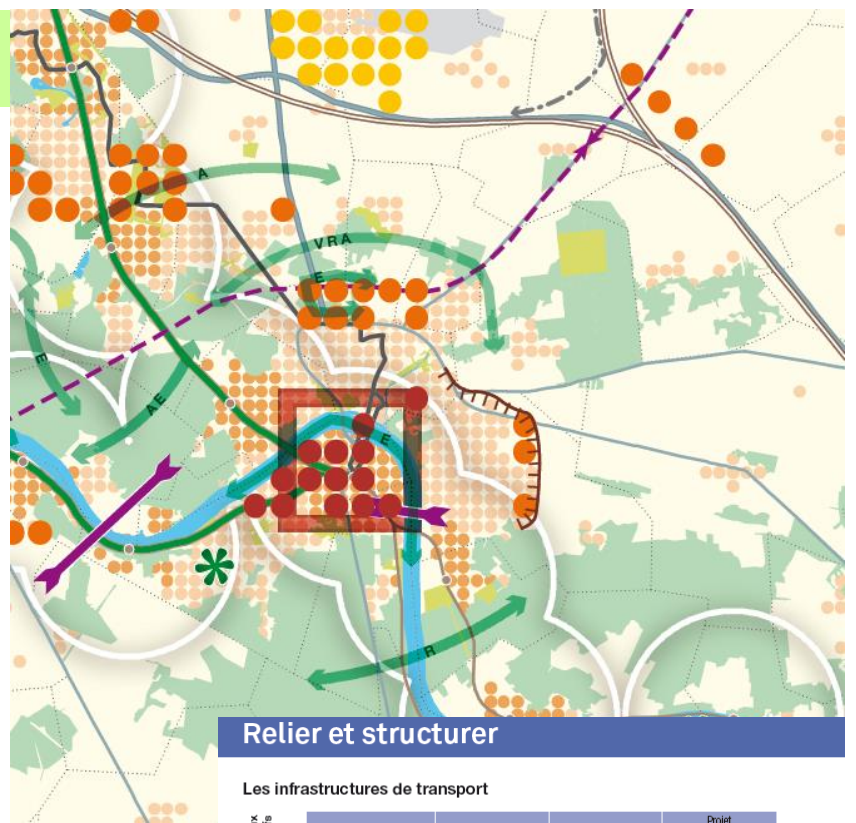 A
VRA
E
E
AE
E
R
Relier et structurer
Les infrastructures de transport
Projet